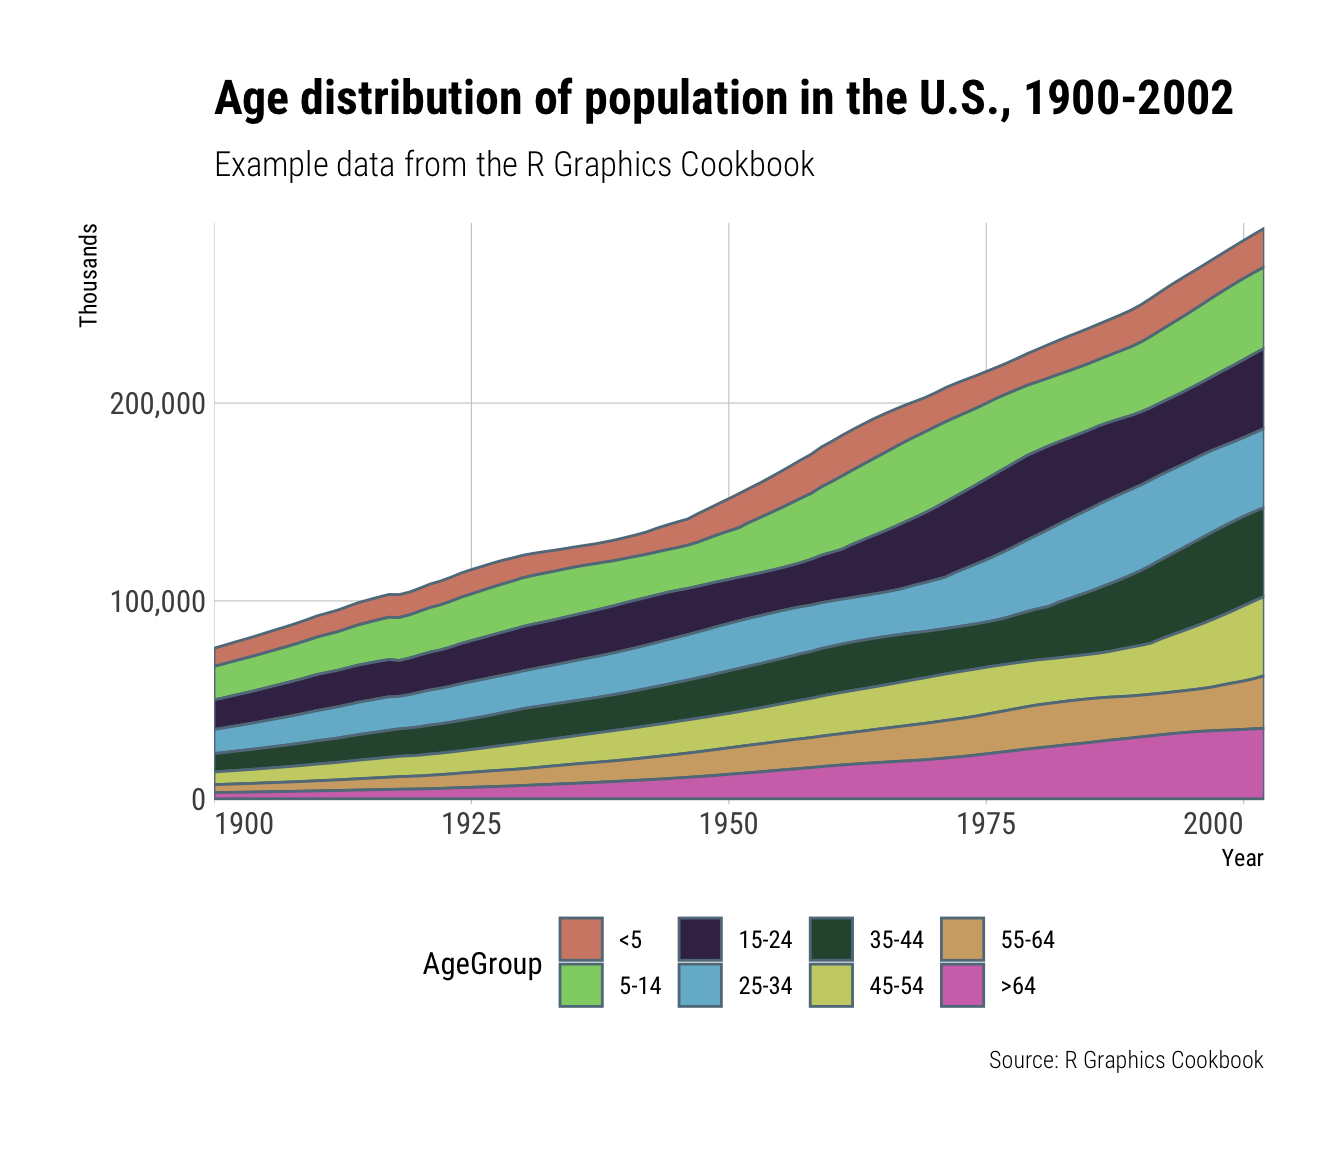 Age distribution of population in the U.S., 1900-2002
Example data from the R Graphics Cookbook
Thousands
200,000
100,000
0
1900 1925 1950 1975 2000
Year
AgeGroup
<5 15-24 35-44 55-64
5-14 25-34 45-54 >64
Source: R Graphics Cookbook